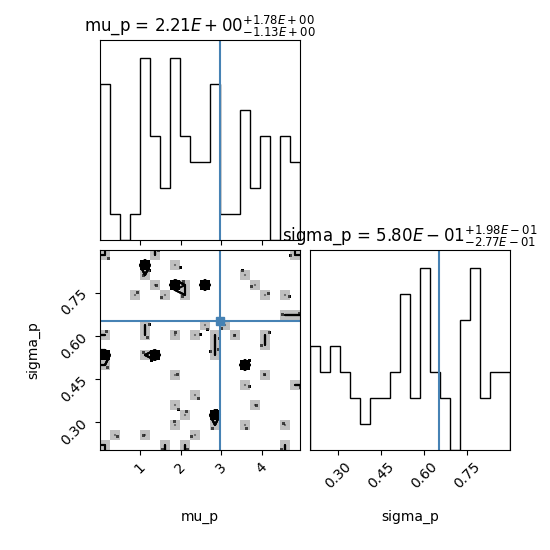 mu_p = 2.21E + 00+1.78E+00 −1.13E+00
sigma_p = 5.80E − 01+1.98E−01 −2.77E−01
sigma_p
0.75
0.60
0.45
0.30
1 2 3 4
0.30 0.45 0.60 0.75
mu_p
sigma_p